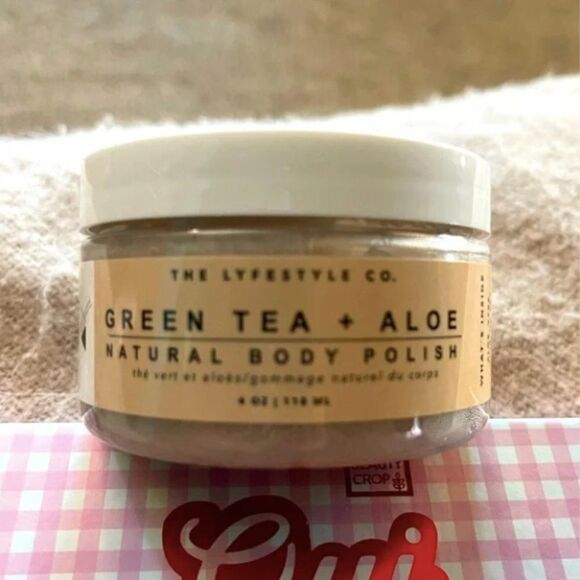 THE LYFESTYLE CO.
GREEN TEA + ALOE
NATURAL BODY POLISH
thé vert et aloès/gommage naturel du corps
4 OZ | 118 ML
WHAT'S INSIDE
BEAUTY
CROP
Oui